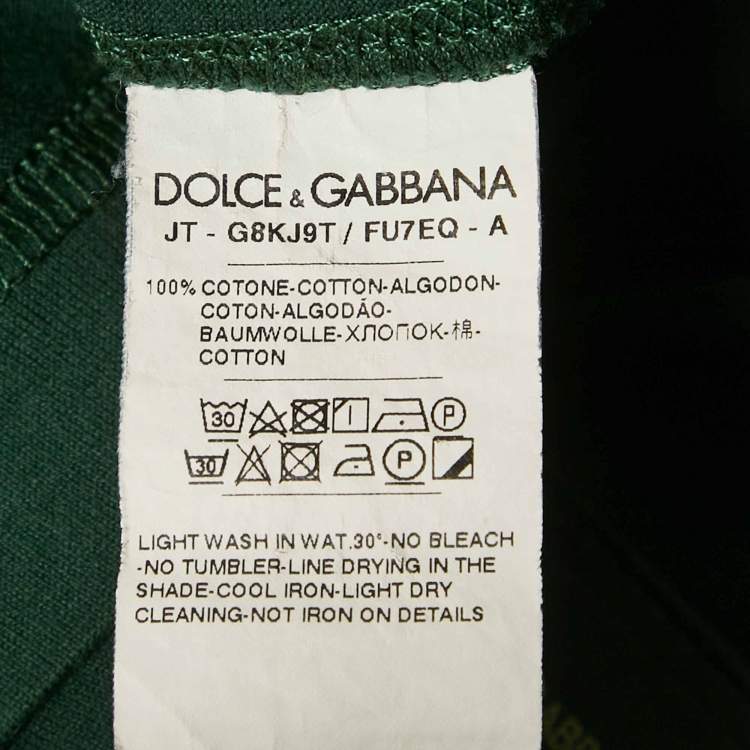 DOLCE & GABBANA
JT - G8KJ9T / FU7EQ - A
100% COTONE-COTTON-ALGODON-
COTON-ALGODÃO-
BAUMWOLLE-ХЛОПОК-棉-
COTTON
30 P
30 P
LIGHT WASH IN WAT.30°-NO BLEACH
-NO TUMBLER-LINE DRYING IN THE
SHADE-COOL IRON-LIGHT DRY
CLEANING-NOT IRON ON DETAILS